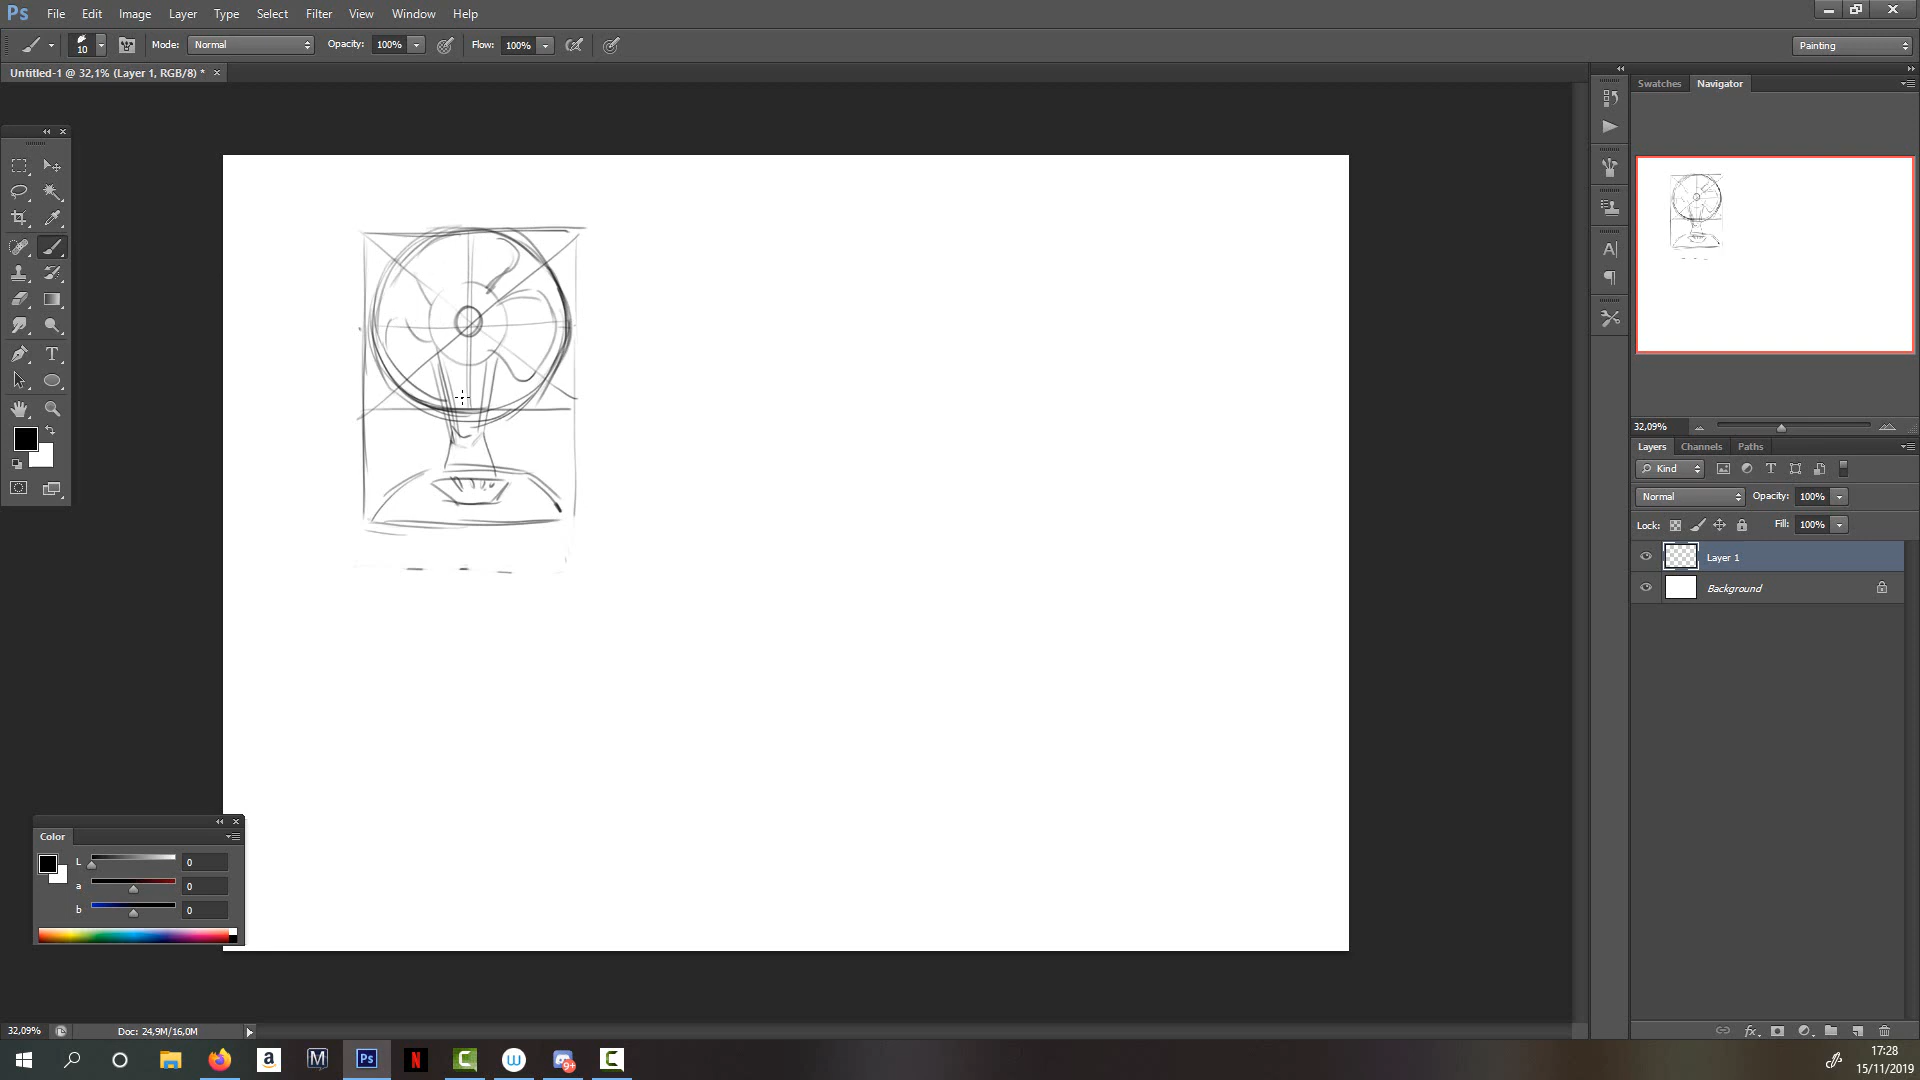 Ps File Edit Image Layer Type Select Filter View Window Help
10 Mode: Normal Opacity: 100% Flow: 100% Painting
Untitled-1 @ 32,1% (Layer 1, RGB/8) *
Swatches Navigator
32,09%
Layers Channels Paths
Kind
Normal Opacity: 100%
Lock: Fill: 100%
Layer 1
Background
Color
L 0
a 0
b 0
32,09% Doc: 24,9M/16,0M
17:28
15/11/2019
a M Ps N C W 9+ C